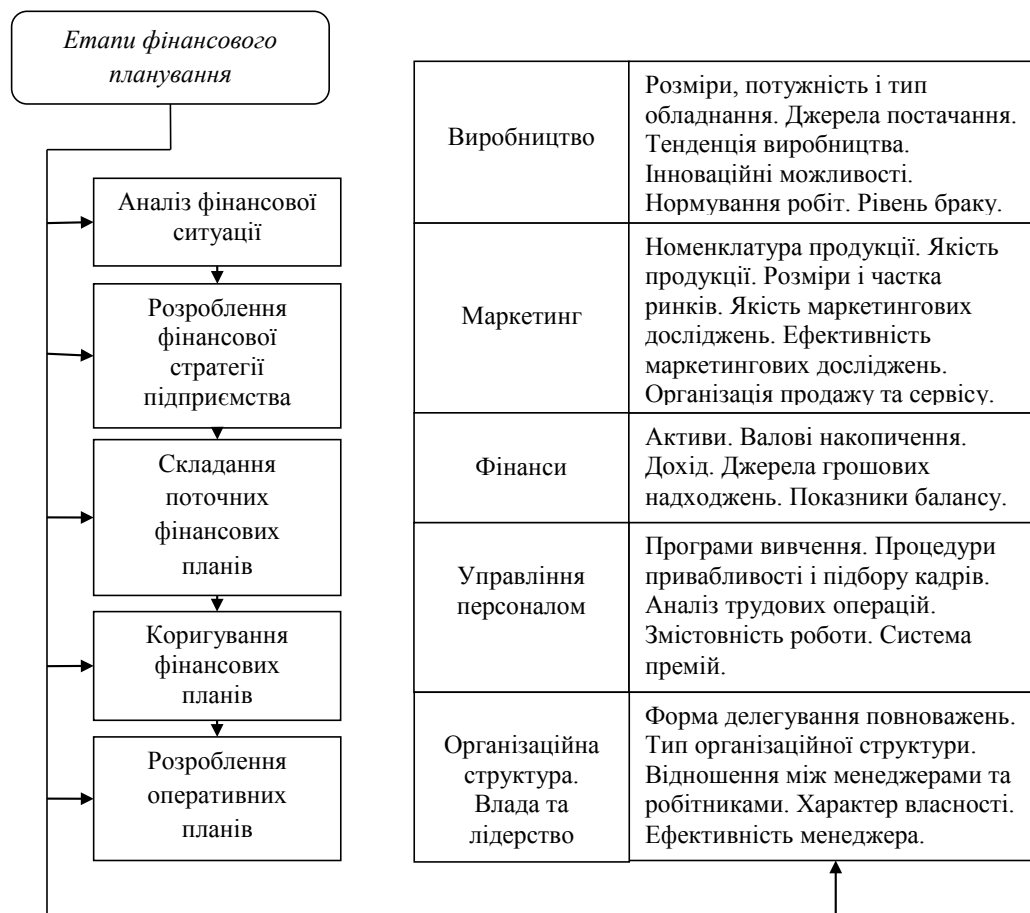 Етапи фінансового
планування
Аналіз фінансової
ситуації
Розроблення
фінансової
стратегії
підприємства
Складання
поточних
фінансових
планів
Коригування
фінансових
планів
Розроблення
оперативних
планів
Виробництво
Розміри, потужність і тип
обладнання. Джерела постачання.
Тенденція виробництва.
Інноваційні можливості.
Нормування робіт. Рівень браку.
Маркетинг
Номенклатура продукції. Якість
продукції. Розміри і частка
ринків. Якість маркетингових
досліджень. Ефективність
маркетингових досліджень.
Організація продажу та сервісу.
Фінанси
Активи. Валові накопичення.
Дохід. Джерела грошових
надходжень. Показники балансу.
Управління
персоналом
Програми вивчення. Процедури
привабливості і підбору кадрів.
Аналіз трудових операцій.
Змістовність роботи. Система
премій.
Організаційна
структура.
Влада та
лідерство
Форма делегування повноважень.
Тип організаційної структури.
Відношення між менеджерами та
робітниками. Характер власності.
Ефективність менеджера.